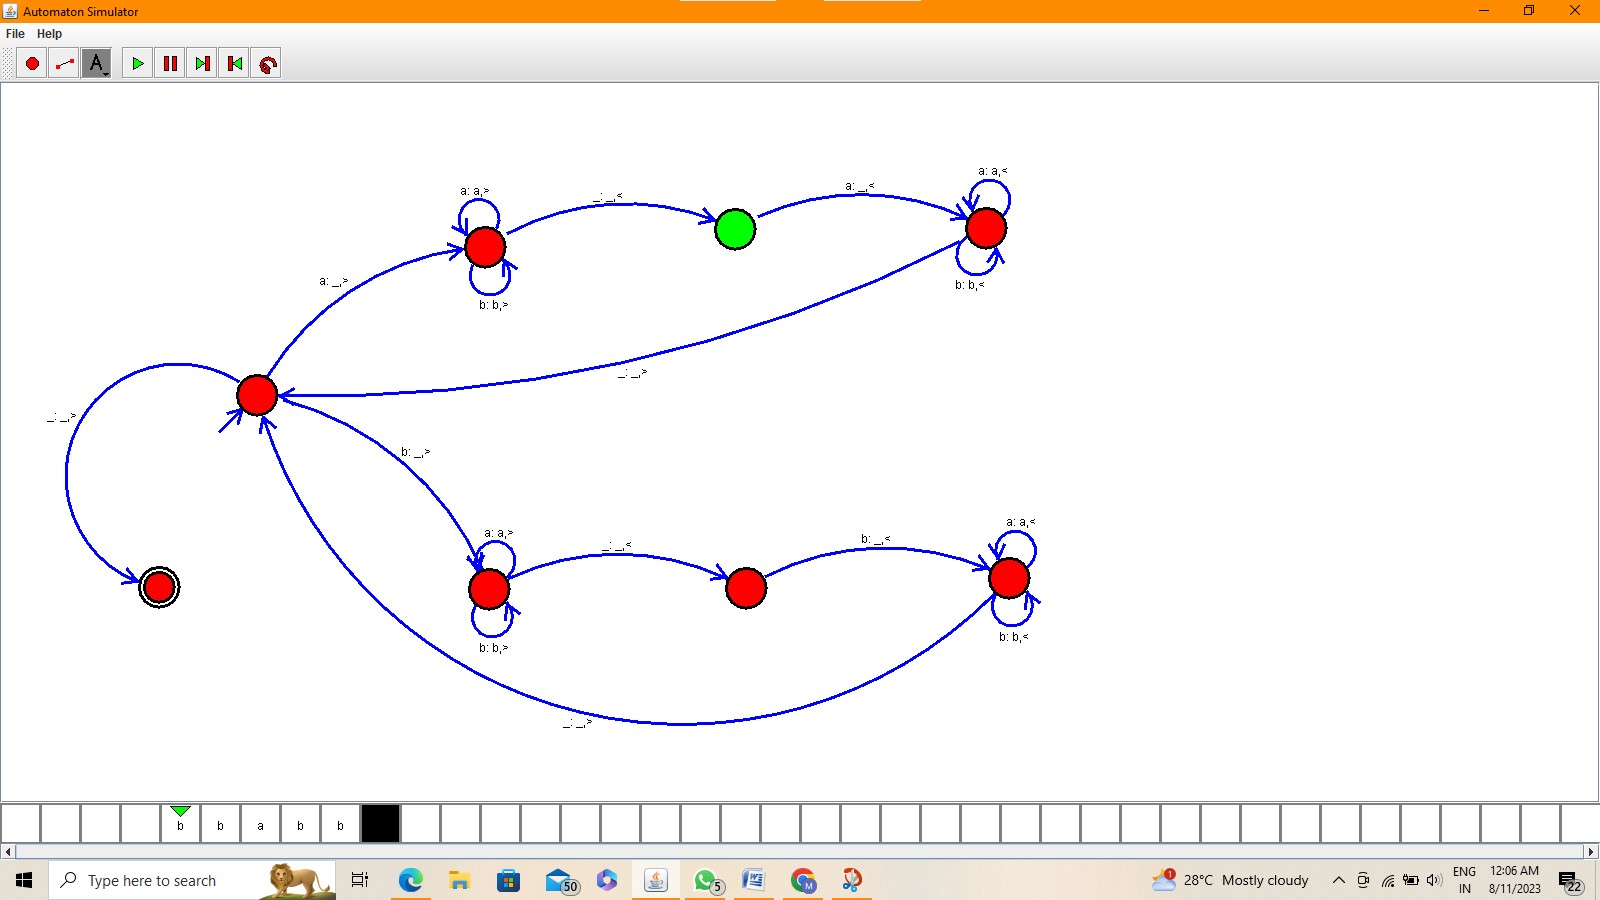 Automaton Simulator
File Help
A
a: a,>
_: _,<
a: _,<
a: a,<
a: _,>
b: b,>
b: b,<
_: _,>
_: _,>
b: _,>
a: a,>
_: _,<
b: _,<
a: a,<
b: b,>
b: b,<
_: _,>
b b a b b
Type here to search
50
5
W
M
1
28°C Mostly cloudy
ENG
IN
12:06 AM
8/11/2023
22